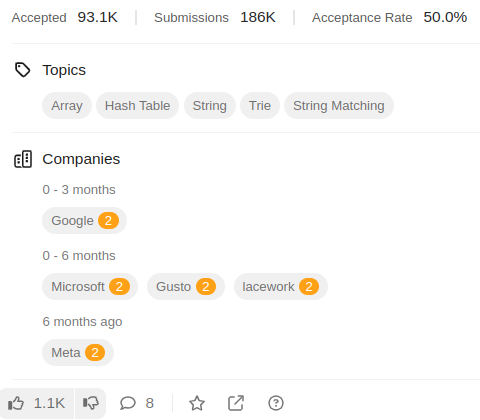 Accepted 93.1K Submissions 186K Acceptance Rate 50.0%
Topics
Array Hash Table String Trie String Matching
Companies
0 - 3 months
Google 2
0 - 6 months
Microsoft 2 Gusto 2 lacework 2
6 months ago
Meta 2
1.1K 8